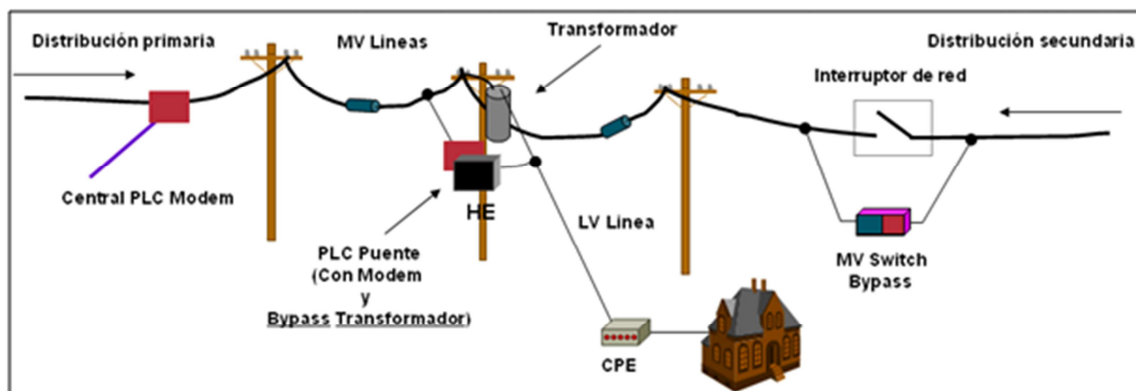 Distribución primaria
MV Lineas
Transformador
Distribución secundaria
Interruptor de red
Central PLC Modem
HE
PLC Puente
(Con Modem
y
Bypass Transformador)
LV Linea
MV Switch
Bypass
CPE